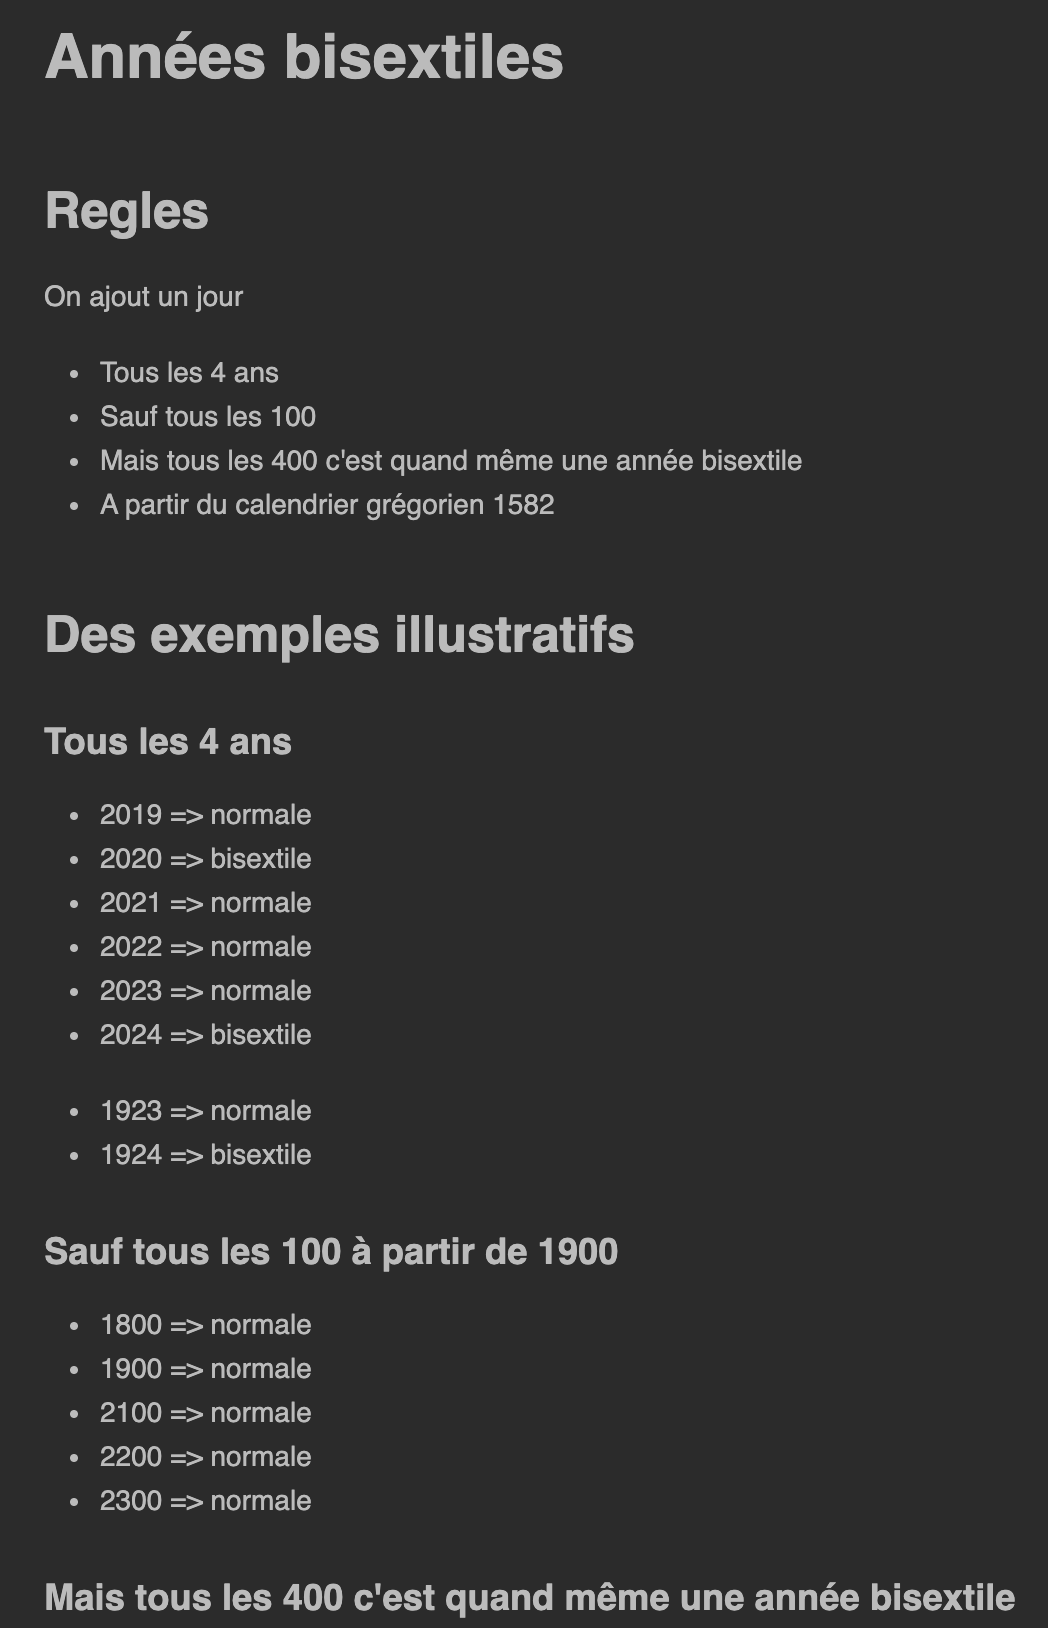 Années bisextiles
Regles
On ajout un jour
• Tous les 4 ans
• Sauf tous les 100
• Mais tous les 400 c'est quand même une année bisextile
• A partir du calendrier grégorien 1582
Des exemples illustratifs
Tous les 4 ans
• 2019 => normale
• 2020 => bisextile
• 2021 => normale
• 2022 => normale
• 2023 => normale
• 2024 => bisextile
• 1923 => normale
• 1924 => bisextile
Sauf tous les 100 à partir de 1900
• 1800 => normale
• 1900 => normale
• 2100 => normale
• 2200 => normale
• 2300 => normale
Mais tous les 400 c'est quand même une année bisextile